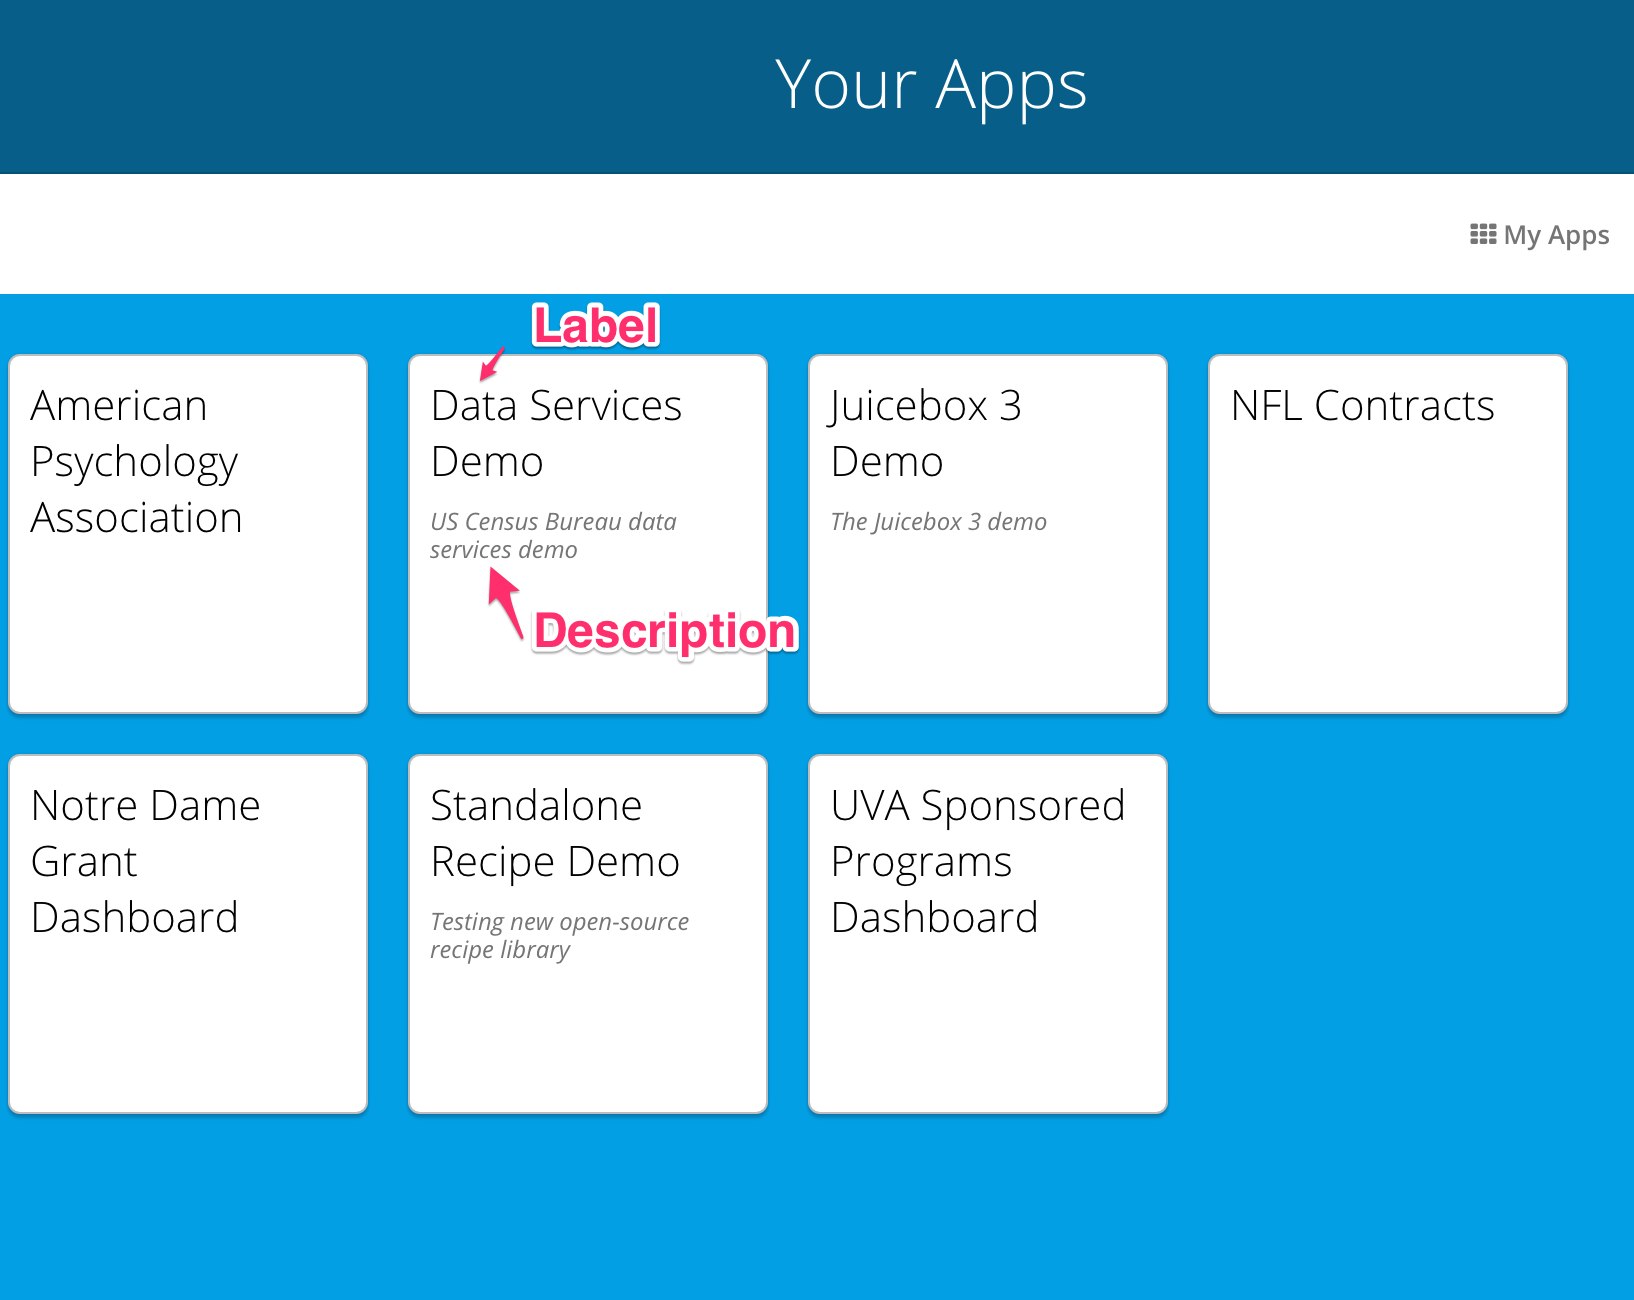 Your Apps
My Apps
Label
American
Psychology
Association
Data Services
Demo
US Census Bureau data
services demo
Description
Juicebox 3
Demo
The Juicebox 3 demo
NFL Contracts
Notre Dame
Grant
Dashboard
Standalone
Recipe Demo
Testing new open-source
recipe library
UVA Sponsored
Programs
Dashboard